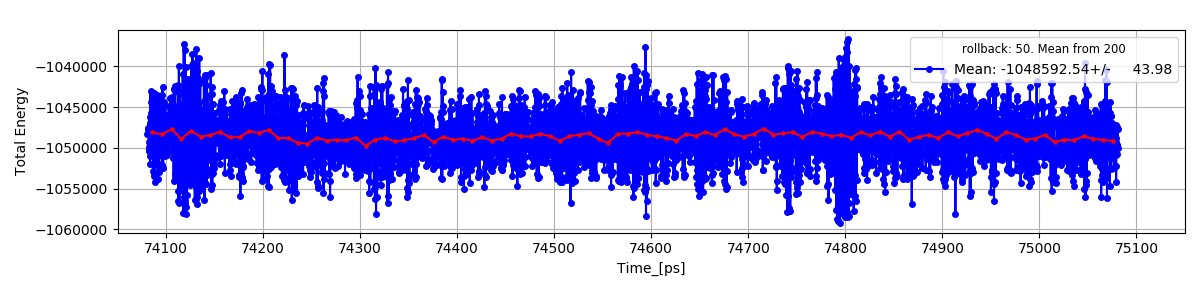 rollback: 50. Mean from 200
Mean: -1048592.54+/- 43.98
Total Energy
−1040000
−1045000
−1050000
−1055000
−1060000
74100 74200 74300 74400 74500 74600 74700 74800 74900 75000 75100
Time_[ps]